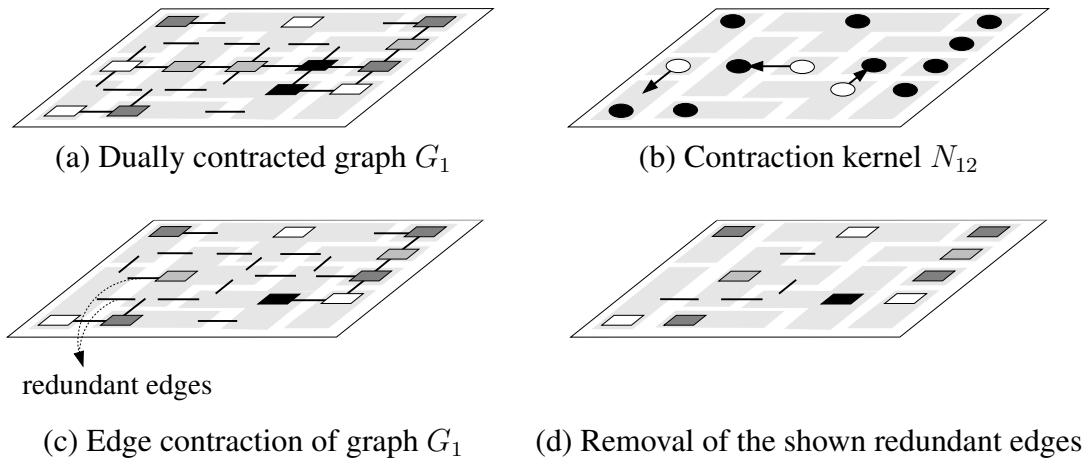 (a) Dually contracted graph G₁
(b) Contraction kernel N₁₂
redundant edges
(c) Edge contraction of graph G₁
(d) Removal of the shown redundant edges